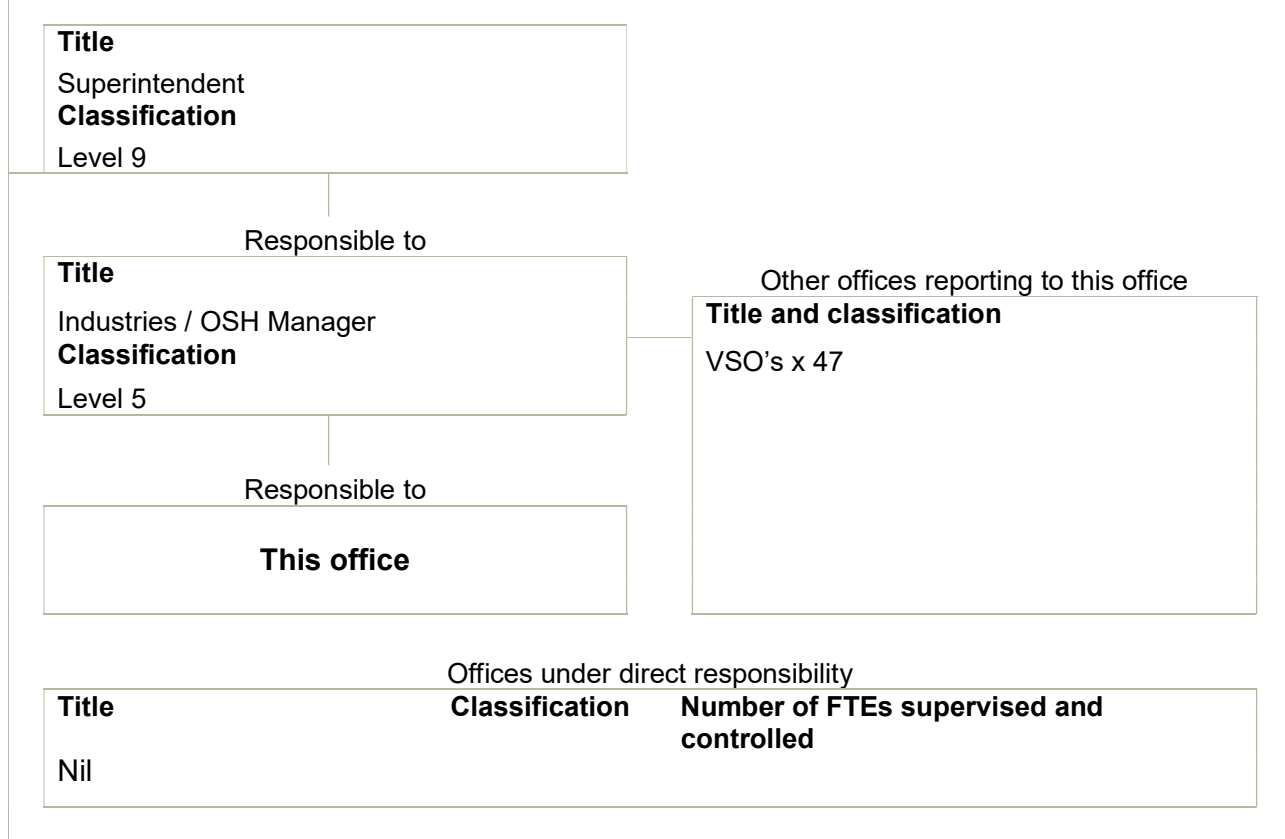 Title
Superintendent
Classification
Level 9
Responsible to
Title
Industries / OSH Manager
Classification
Level 5
Other offices reporting to this office
Title and classification
VSO’s x 47
Responsible to
This office
Offices under direct responsibility
Title Classification Number of FTEs supervised and
controlled
Nil